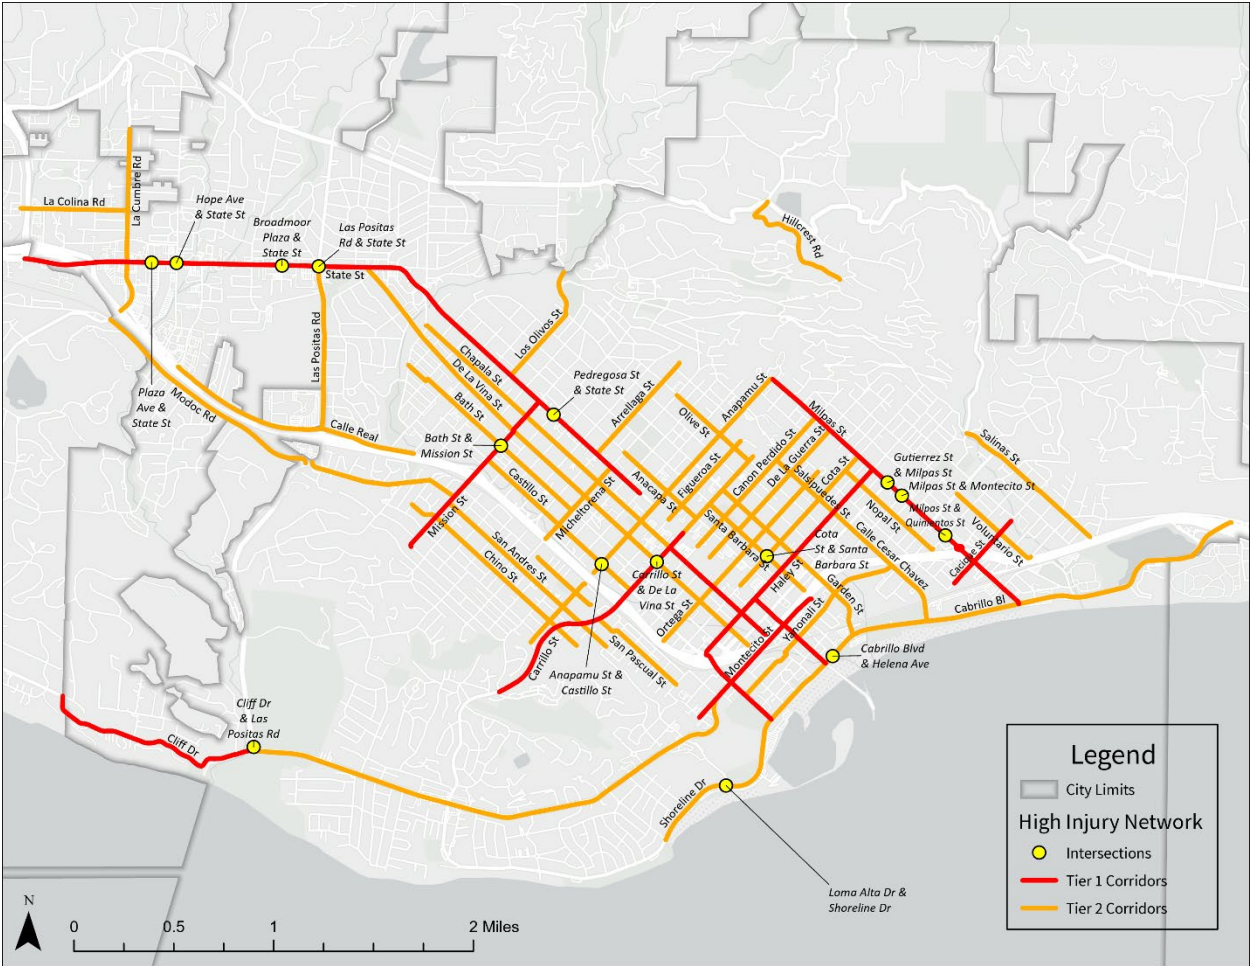 La Cumbre Rd
La Colina Rd
Hope Ave
& State St
Broadmoor
Plaza &
State St
Las Positas
Rd & State St
State St
Hillcrest Rd
Los Olivos St
Las Positas Rd
Chapala St
De La Vina St
Pedregosa St
& State St
Arrellaga St
Anapamu St
Olive St
Milpas St
Plaza
Ave &
State St
Modoc Rd
Bath St
Calle Real
Bath St &
Mission St
Canon Perdido St
De La Guerra St
Salinas St
Figueroa St
Cota St
Gutierrez St
& Milpas St
Milpas St & Montecito St
Castillo St
Micheltorena St
Anacapa St
Salsipuedes St
Nopal St
Milpas St &
Quinientos St
Mission St
Santa Barbara St
Voluntario St
San Andres St
Chino St
Cota
St & Santa
Barbara St
Calle Cesar Chavez
Cacique St
Carrillo St
& De La
Vina St
Haley St
Garden St
Cabrillo Bl
Ortega St
Yanonali St
Carrillo St
San Pascual St
Montecito St
Cabrillo Blvd
& Helena Ave
Anapamu St &
Castillo St
Cliff Dr
& Las
Positas Rd
Cliff Dr
Shoreline Dr
Loma Alta Dr &
Shoreline Dr
Legend
City Limits
High Injury Network
Intersections
Tier 1 Corridors
Tier 2 Corridors
N
0 0.5 1 2 Miles